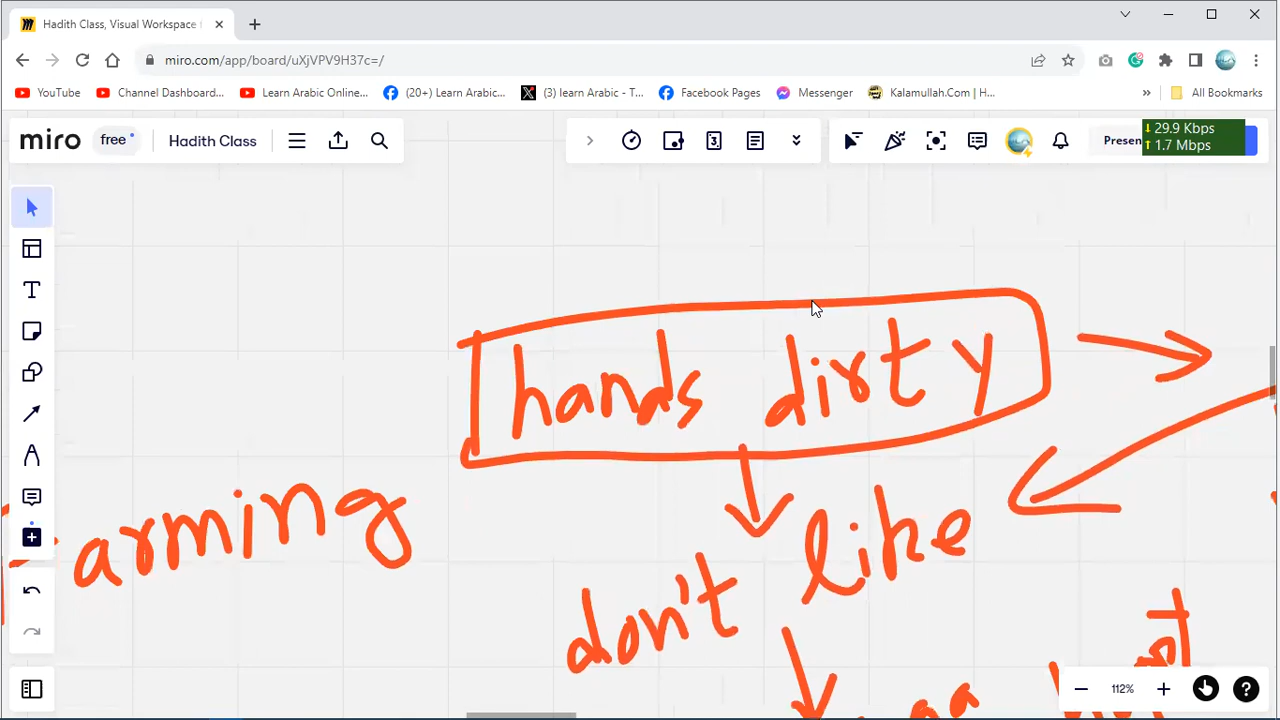 Hadith Class, Visual Workspace
miro.com/app/board/uXjVPV9H37c=/
YouTube
Channel Dashboard...
Learn Arabic Online...
(20+) Learn Arabic...
(3) learn Arabic - T...
Facebook Pages
Messenger
Kalamullah.Com | H...
»
All Bookmarks
miro
free
Hadith Class
3
Presen
↓ 29.9 Kbps
↑ 1.7 Mbps
hands dirty
arming
don't like
112%